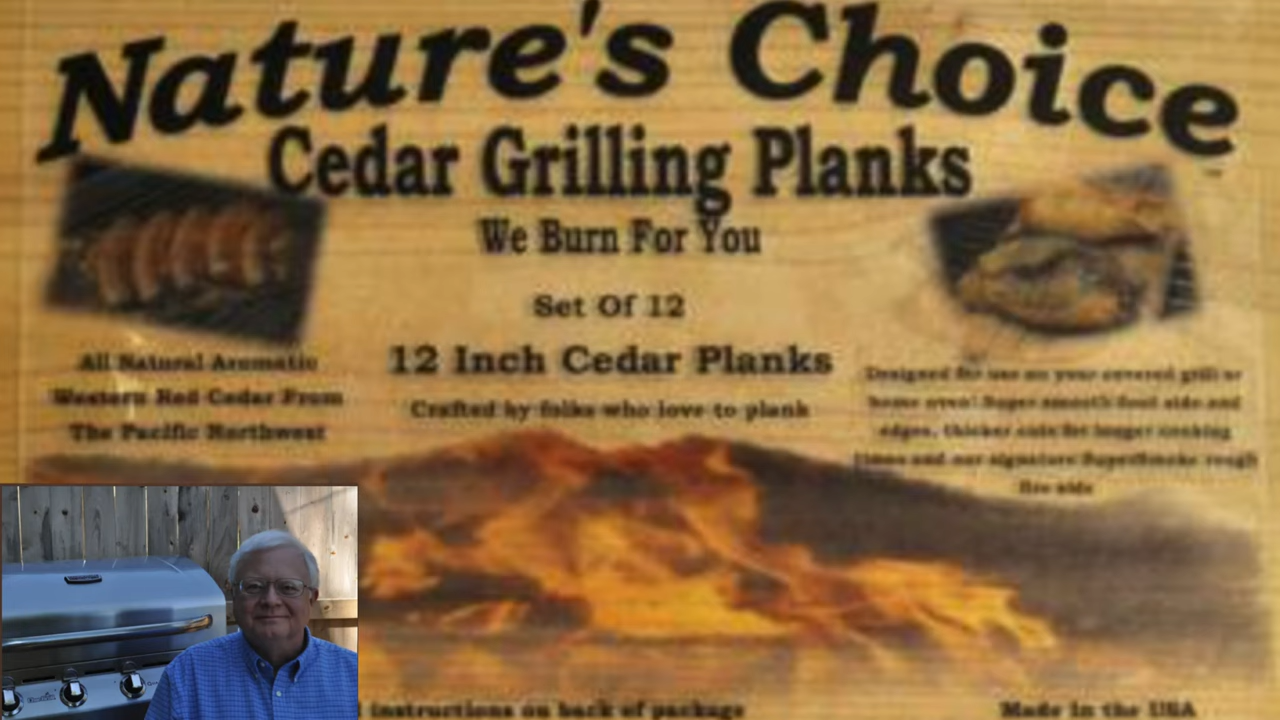 Nature's Choice
Cedar Grilling Planks
We Burn For You
Set Of 12
12 Inch Cedar Planks
Crafted by folks who love to plank
All Natural Aromatic
Western Red Cedar From
The Pacific Northwest
Designed for use on your covered grill or
home oven! Super smooth food side and
edges, thicker cuts for longer cooking
times and our signature SuperSmoke rough
fire side
instructions on back of package
Made in the USA